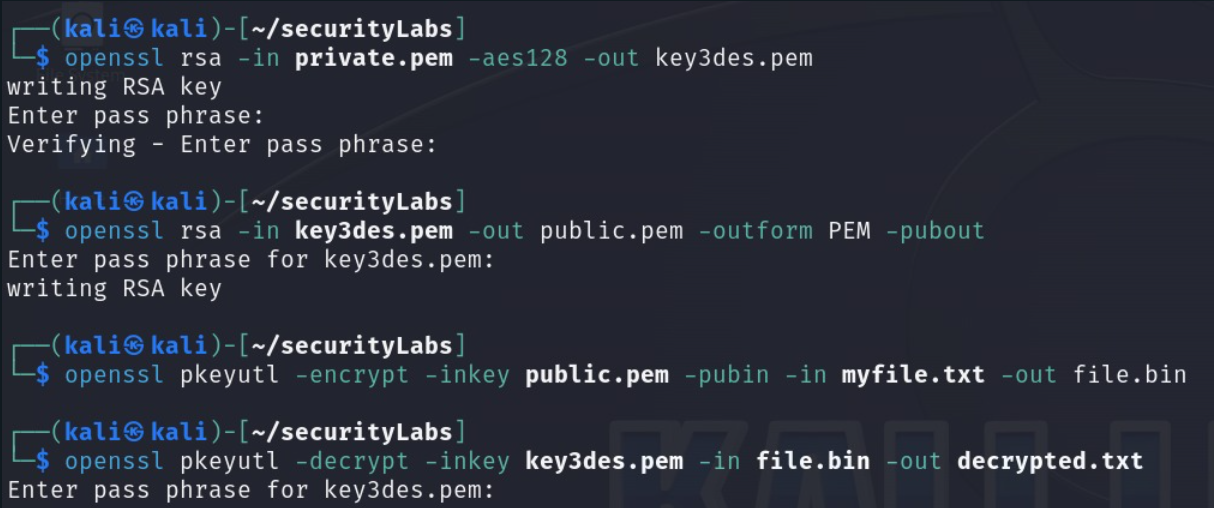 ┌──(kali㉿kali)-[~/securityLabs]
└─$ openssl rsa -in private.pem -aes128 -out key3des.pem
writing RSA key
Enter pass phrase:
Verifying - Enter pass phrase:
┌──(kali㉿kali)-[~/securityLabs]
└─$ openssl rsa -in key3des.pem -out public.pem -outform PEM -pubout
Enter pass phrase for key3des.pem:
writing RSA key
┌──(kali㉿kali)-[~/securityLabs]
└─$ openssl pkeyutl -encrypt -inkey public.pem -pubin -in myfile.txt -out file.bin
┌──(kali㉿kali)-[~/securityLabs]
└─$ openssl pkeyutl -decrypt -inkey key3des.pem -in file.bin -out decrypted.txt
Enter pass phrase for key3des.pem: